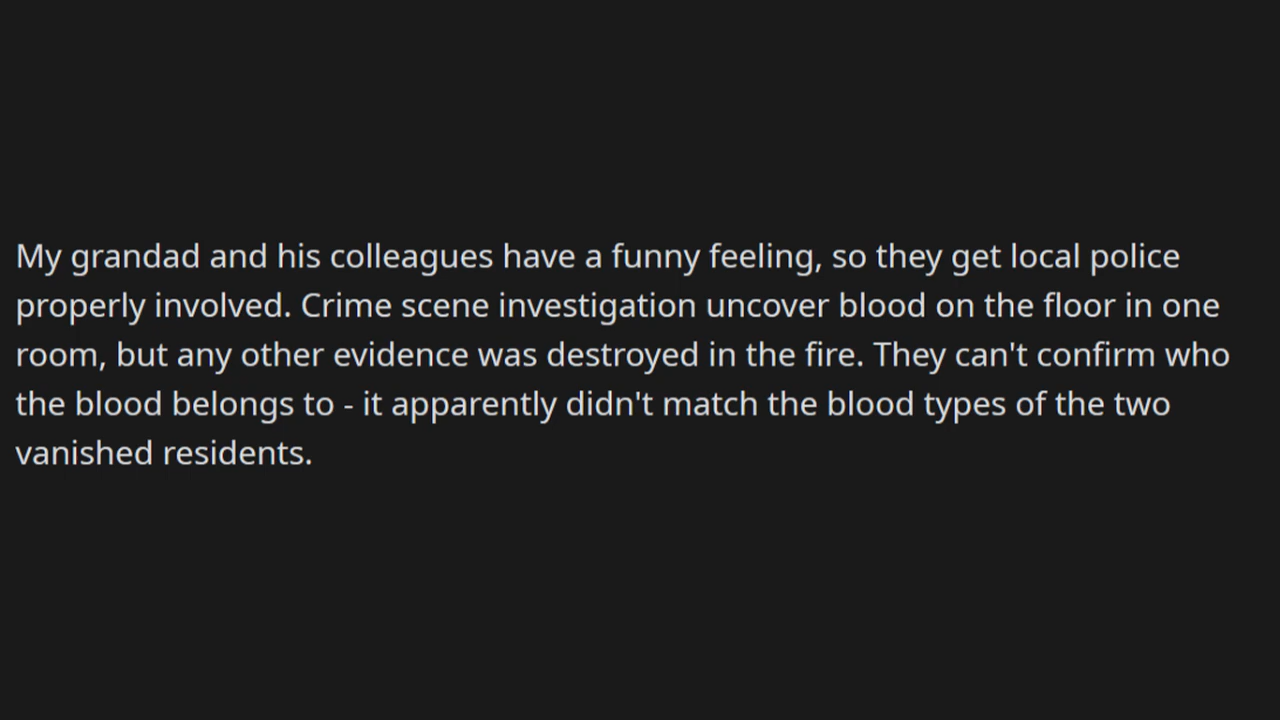 My grandad and his colleagues have a funny feeling, so they get local police
properly involved. Crime scene investigation uncover blood on the floor in one
room, but any other evidence was destroyed in the fire. They can't confirm who
the blood belongs to - it apparently didn't match the blood types of the two
vanished residents.